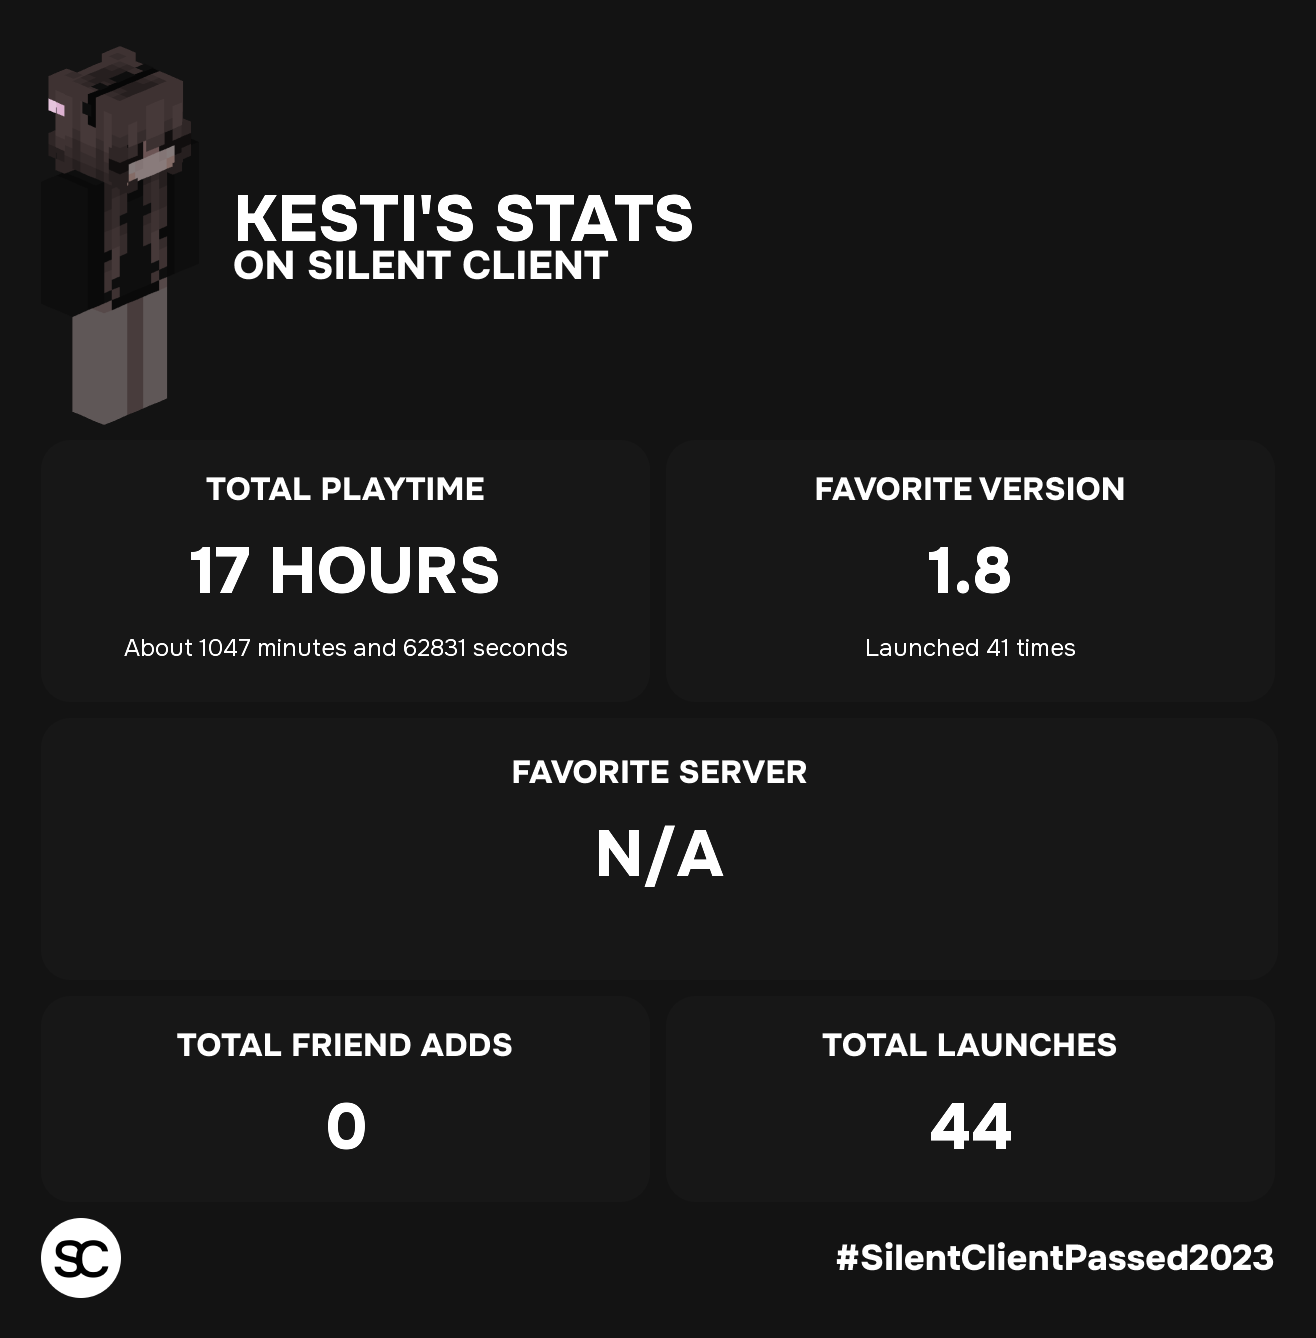 KESTI'S STATS
ON SILENT CLIENT
TOTAL PLAYTIME
17 HOURS
About 1047 minutes and 62831 seconds
FAVORITE VERSION
1.8
Launched 41 times
FAVORITE SERVER
N/A
TOTAL FRIEND ADDS
0
TOTAL LAUNCHES
44
SC
#SilentClientPassed2023